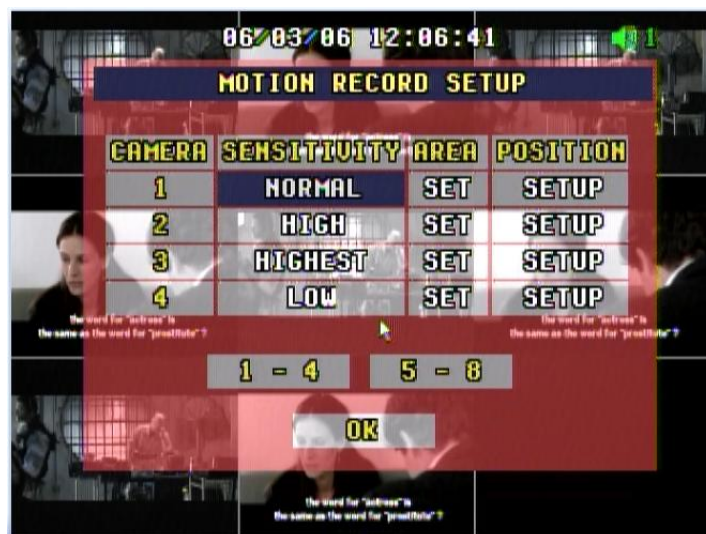 06/03/06 12:06:41 1
MOTION RECORD SETUP
CAMERA SENSITIVITY AREA POSITION
1 NORMAL SET SETUP
2 HIGH SET SETUP
3 HIGHEST SET SETUP
4 LOW SET SETUP
the word for "actress" is
the same as the word for "prostitute" ?
the word for "actress" is
the same as the word for "prostitute" ?
1 - 4 5 - 8
OK
the word for "actress" is
the same as the word for "prostitute" ?